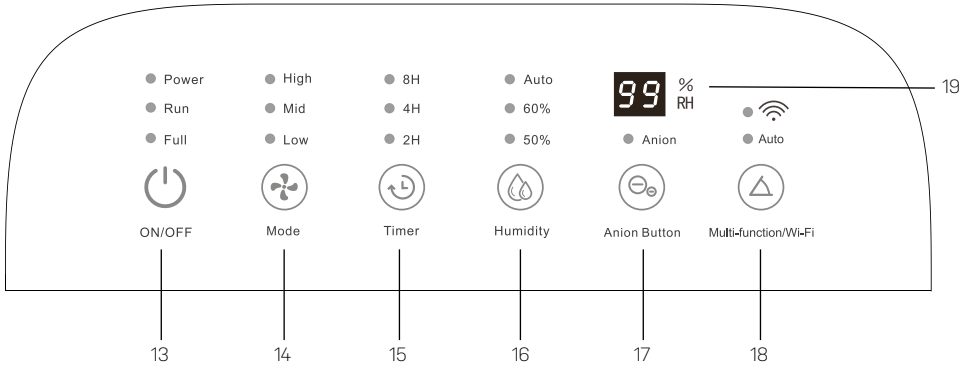 Power
Run
Full
ON/OFF
High
Mid
Low
Mode
8H
4H
2H
Timer
Auto
60%
50%
Humidity
99 % RH
Anion
Anion Button
Auto
Multi-function/Wi-Fi
19
13
14
15
16
17
18